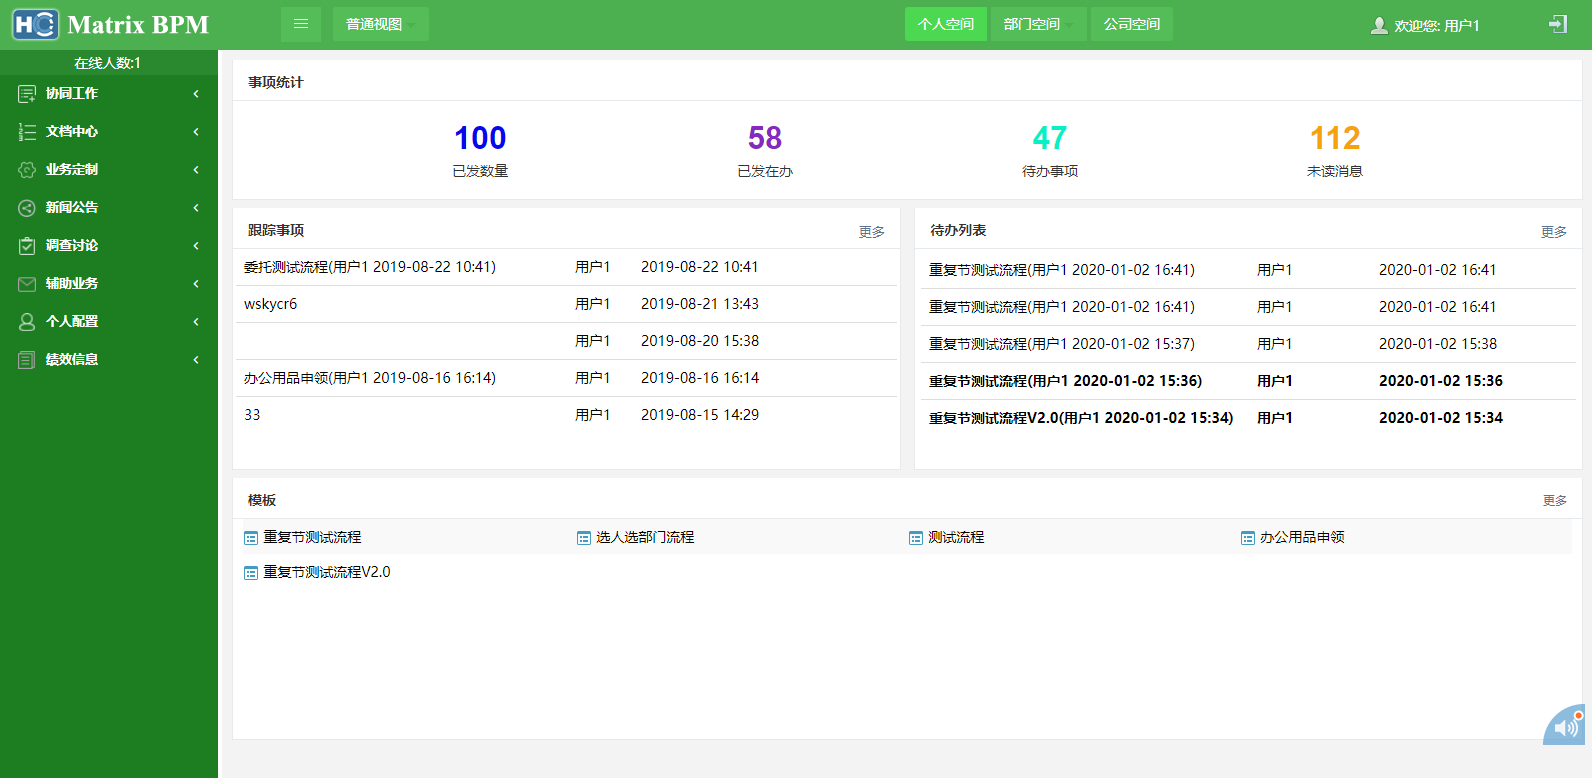 HC Matrix BPM
普通视图
个人空间
部门空间
公司空间
欢迎您: 用户1
在线人数:1
协同工作
文档中心
业务定制
新闻公告
调查讨论
辅助业务
个人配置
绩效信息
事项统计
100
已发数量
58
已发在办
47
待办事项
112
未读消息
跟踪事项
更多
委托测试流程(用户1 2019-08-22 10:41) 用户1 2019-08-22 10:41
wskycr6 用户1 2019-08-21 13:43
用户1 2019-08-20 15:38
办公用品申领(用户1 2019-08-16 16:14) 用户1 2019-08-16 16:14
33 用户1 2019-08-15 14:29
待办列表
更多
重复节测试流程(用户1 2020-01-02 16:41) 用户1 2020-01-02 16:41
重复节测试流程(用户1 2020-01-02 16:41) 用户1 2020-01-02 16:41
重复节测试流程(用户1 2020-01-02 15:37) 用户1 2020-01-02 15:38
重复节测试流程(用户1 2020-01-02 15:36) 用户1 2020-01-02 15:36
重复节测试流程V2.0(用户1 2020-01-02 15:34) 用户1 2020-01-02 15:34
模板
更多
重复节测试流程
选人选部门流程
测试流程
办公用品申领
重复节测试流程V2.0